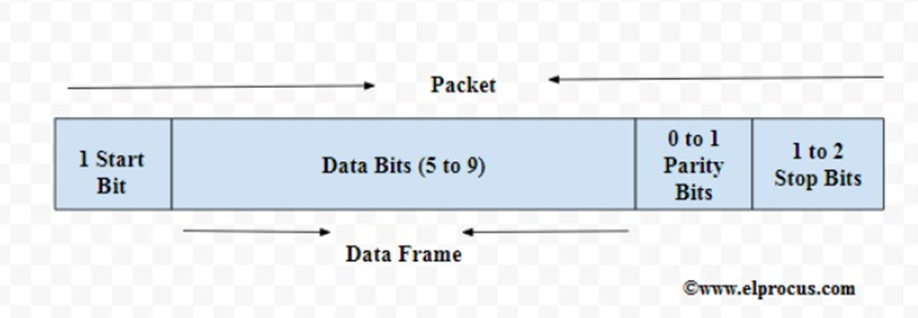 Packet
1 Start
Bit
Data Bits (5 to 9)
0 to 1
Parity
Bits
1 to 2
Stop Bits
Data Frame
©www.elprocus.com